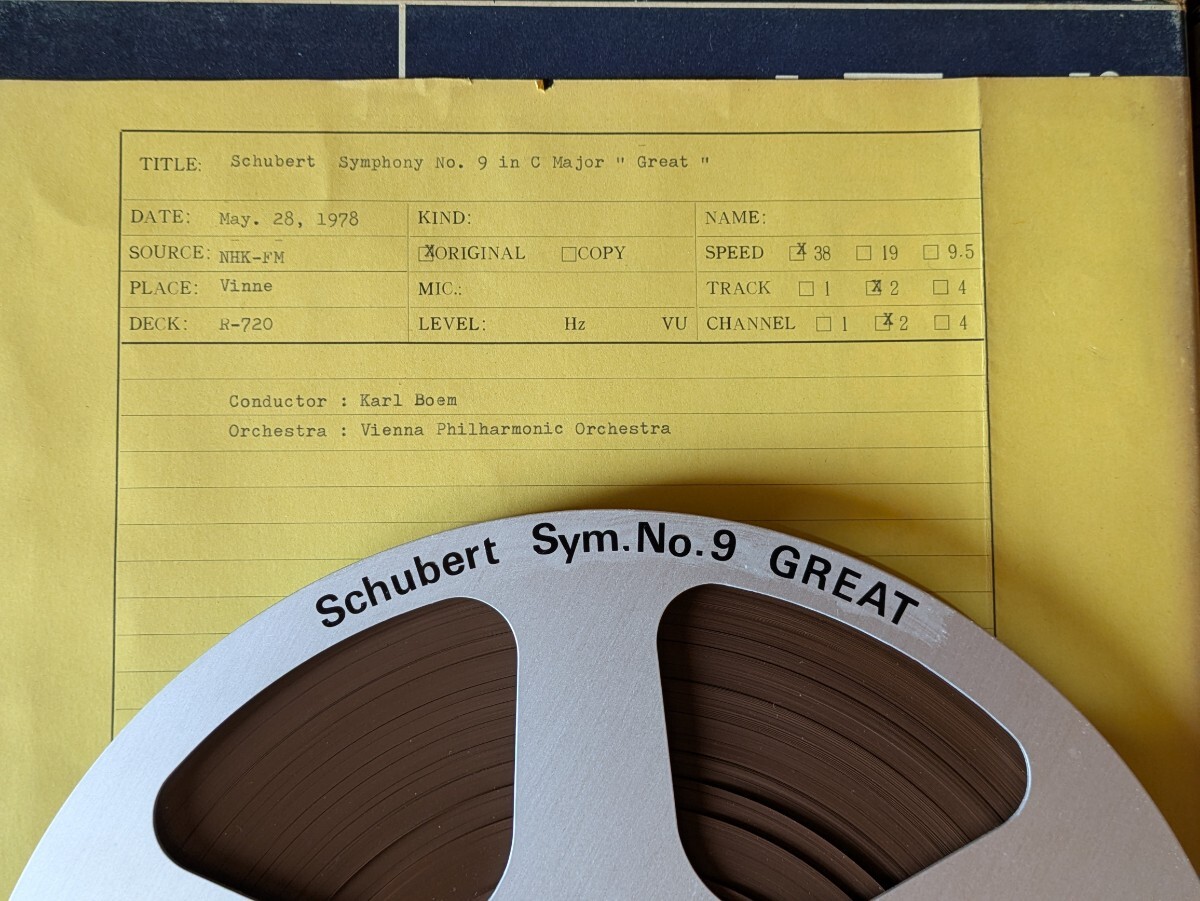 TITLE: Schubert Symphony No. 9 in C Major " Great "
DATE: May. 28, 1978 KIND: NAME:
SOURCE: NHK-FM ☒ORIGINAL ☐COPY SPEED ☒ 38 ☐ 19 ☐ 9.5
PLACE: Vinne MIC.: TRACK ☐ 1 ☒ 2 ☐ 4
DECK: R-720 LEVEL: Hz VU CHANNEL ☐ 1 ☒ 2 ☐ 4
Conductor : Karl Boem
Orchestra : Vienna Philharmonic Orchestra
Schubert Sym.No.9 GREAT